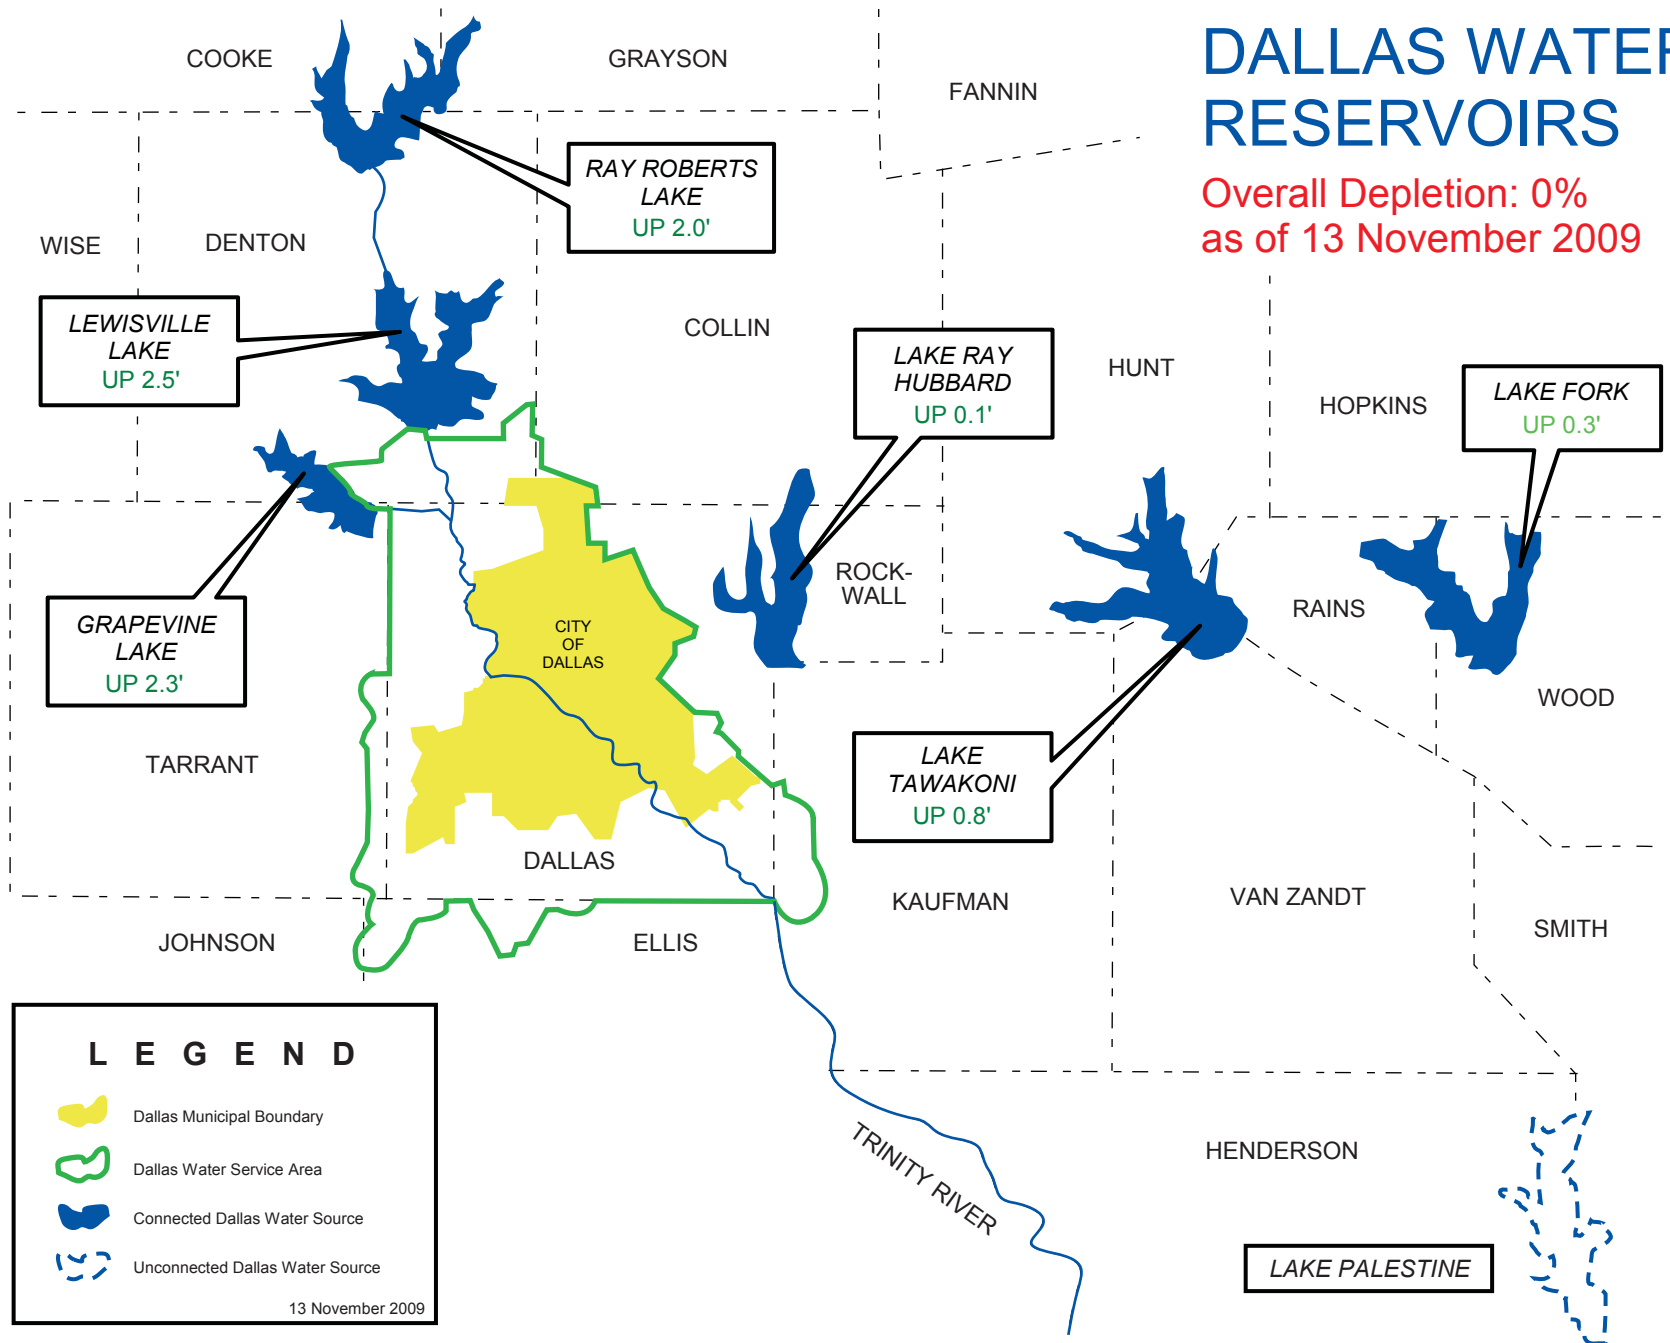 DALLAS WATER
RESERVOIRS
Overall Depletion: 0%
as of 13 November 2009
COOKE
GRAYSON
FANNIN
RAY ROBERTS
LAKE
UP 2.0'
WISE
DENTON
LEWISVILLE
LAKE
UP 2.5'
COLLIN
LAKE RAY
HUBBARD
UP 0.1'
HUNT
HOPKINS
LAKE FORK
UP 0.3'
GRAPEVINE
LAKE
UP 2.3'
CITY
OF
DALLAS
ROCK-
WALL
RAINS
WOOD
TARRANT
LAKE
TAWAKONI
UP 0.8'
DALLAS
KAUFMAN
VAN ZANDT
SMITH
JOHNSON
ELLIS
TRINITY RIVER
HENDERSON
LAKE PALESTINE
LEGEND
Dallas Municipal Boundary
Dallas Water Service Area
Connected Dallas Water Source
Unconnected Dallas Water Source
13 November 2009